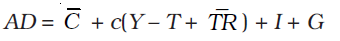 AD = C̅ + c(Y – T + T̅R̅) + I + G